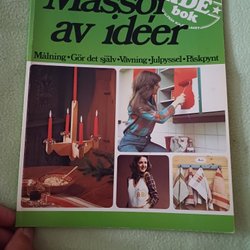 Massor
IDÉ
bok
av idéer
Målning • Gör det själv • Vävning • Julpyssel • Påskpynt